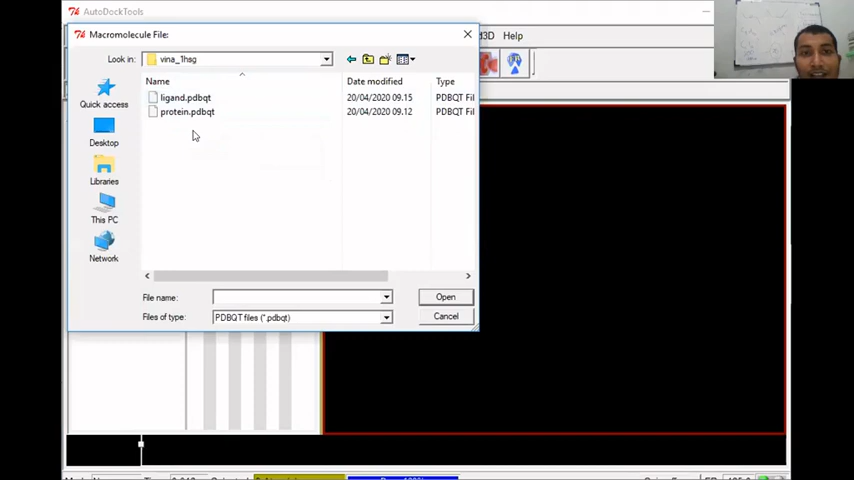 AutoDockTools
Macromolecule File:
M3D Help
Look in: vina_1hsg
Name Date modified Type
ligand.pdbqt 20/04/2020 09.15 PDBQT Fil
protein.pdbqt 20/04/2020 09.12 PDBQT Fil
Quick access
Desktop
Libraries
This PC
Network
File name: Open
Files of type: PDBQT files (*.pdbqt) Cancel